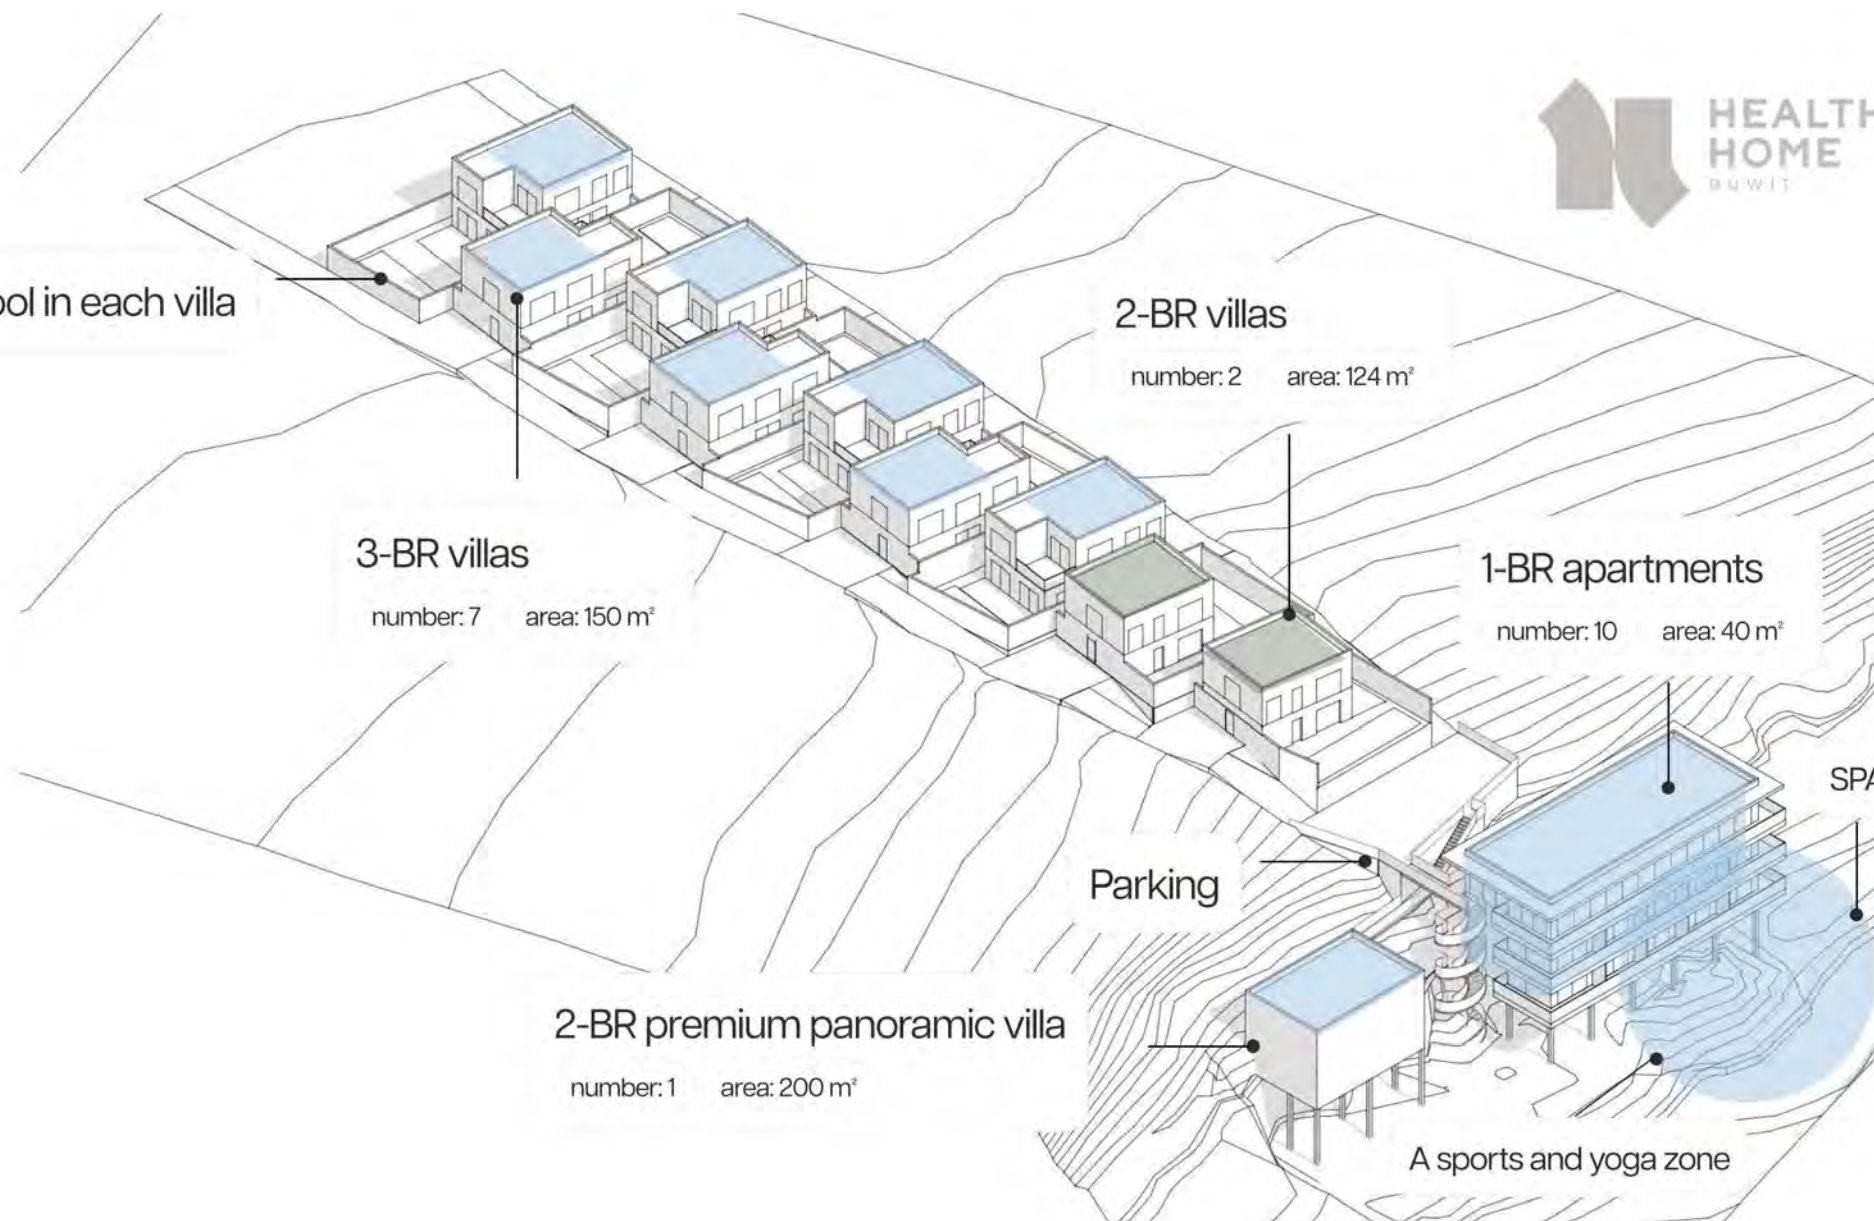 HEALTH
HOME
BUWIT
ool in each villa
2-BR villas
number: 2 area: 124 m²
3-BR villas
number: 7 area: 150 m²
1-BR apartments
number: 10 area: 40 m²
SPA
Parking
2-BR premium panoramic villa
number: 1 area: 200 m²
A sports and yoga zone